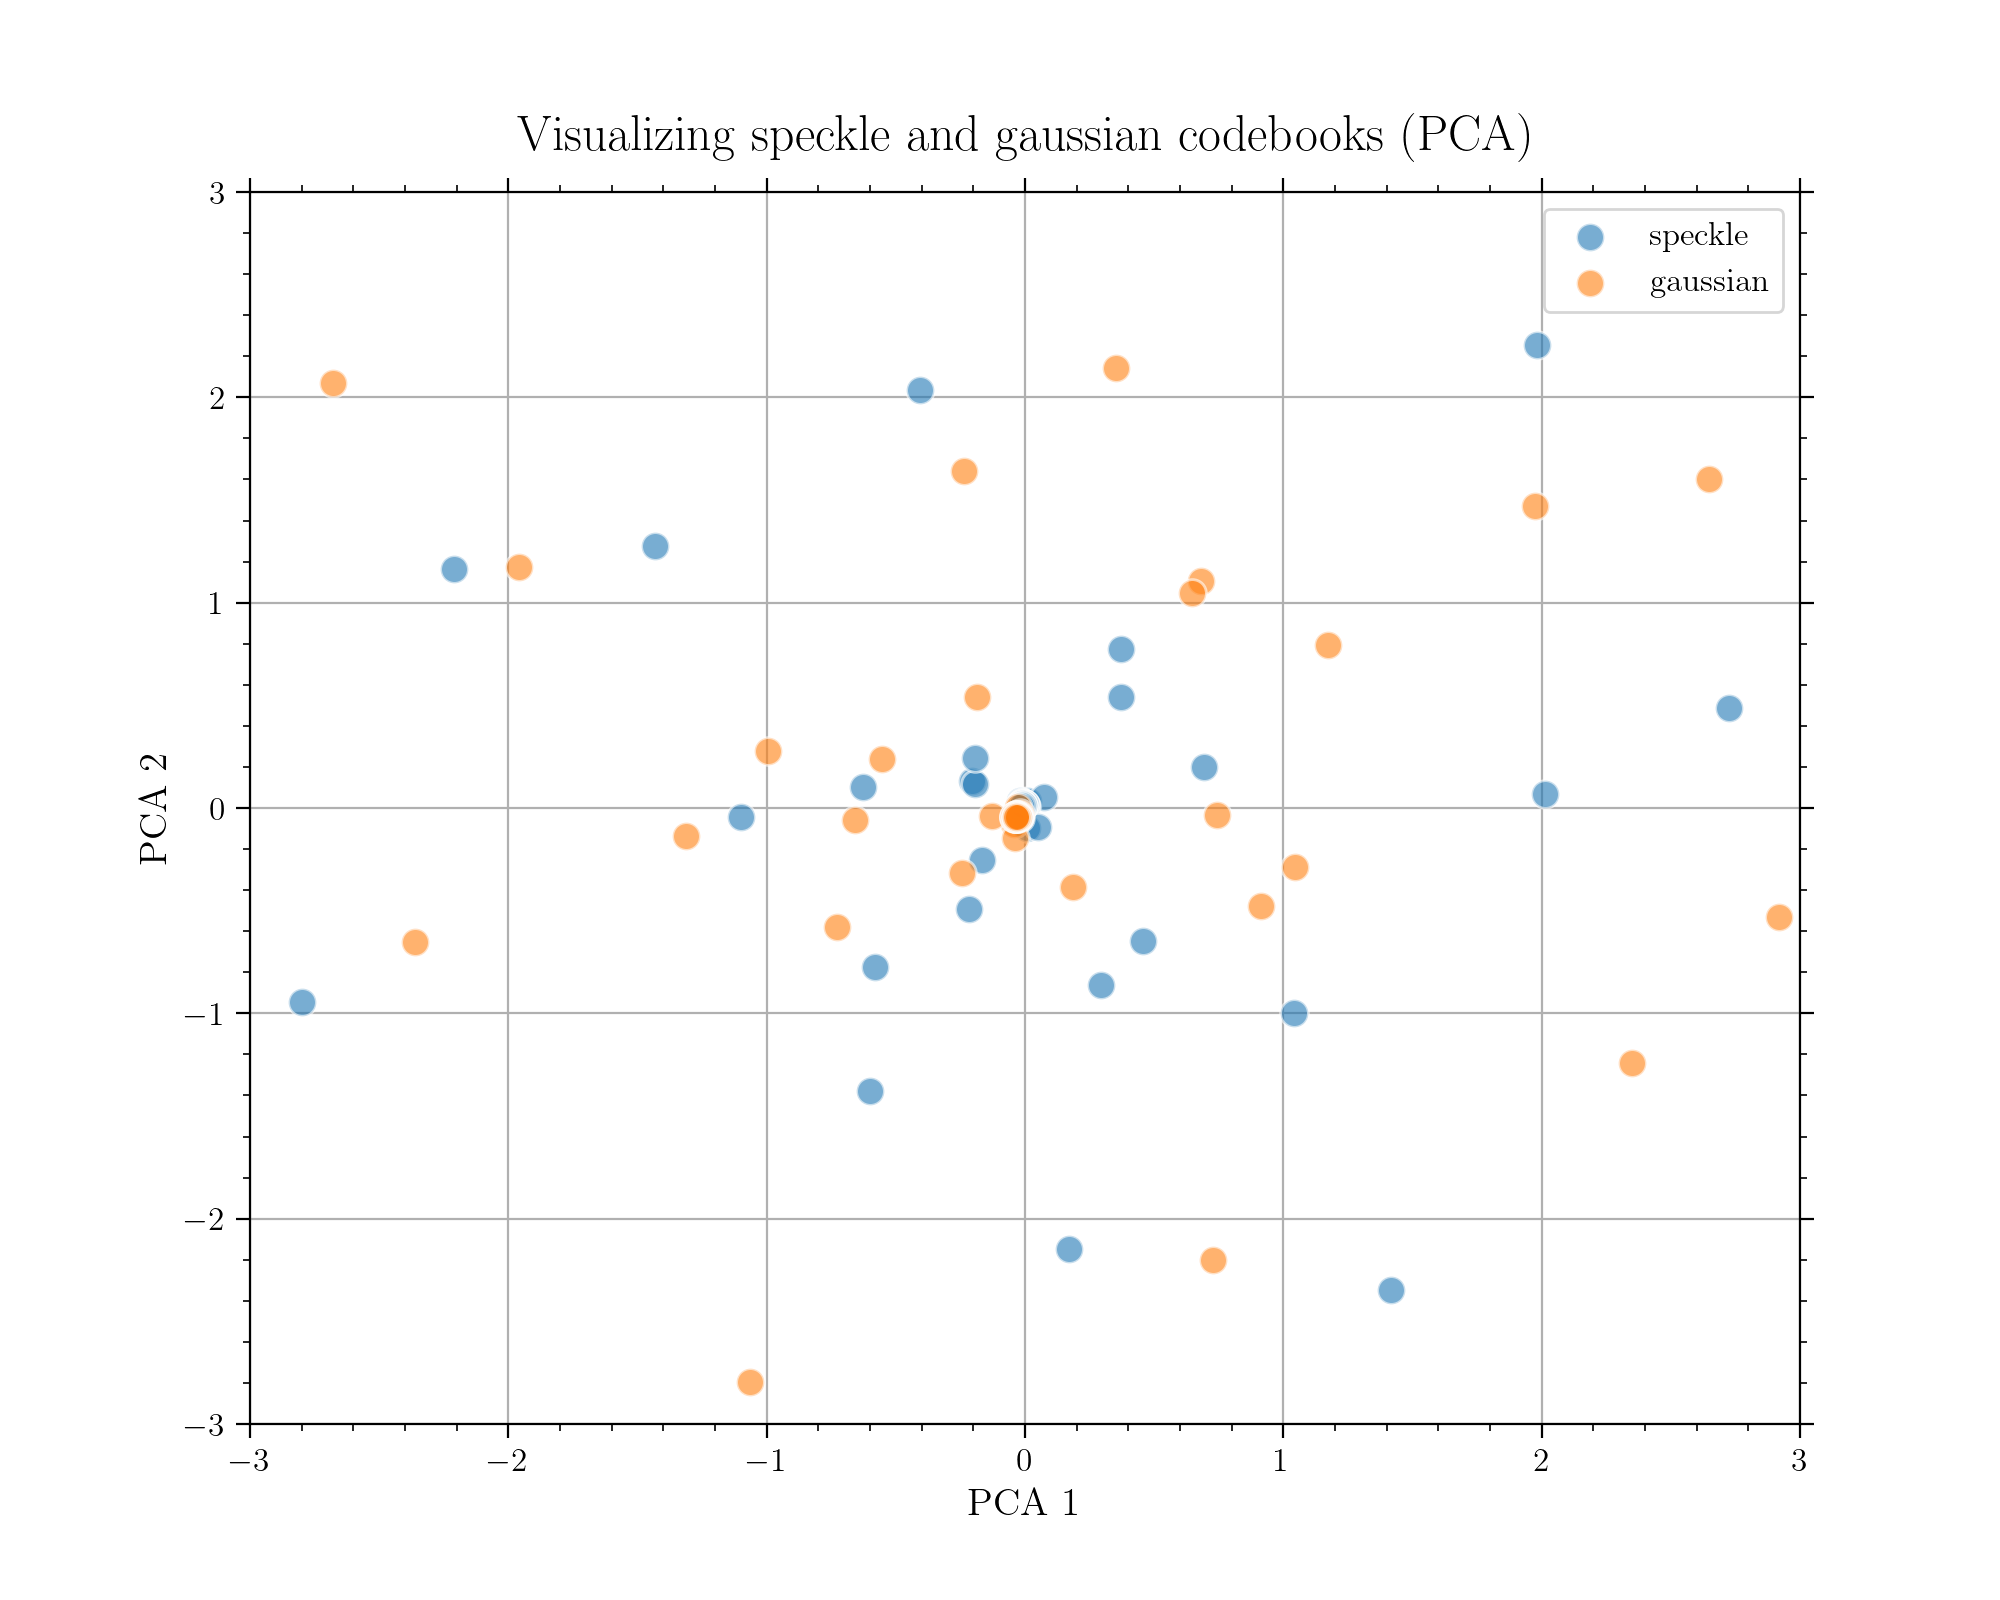 Visualizing speckle and gaussian codebooks (PCA)
speckle
gaussian
3
2
1
0
−1
−2
−3
PCA 2
−3 −2 −1 0 1 2 3
PCA 1